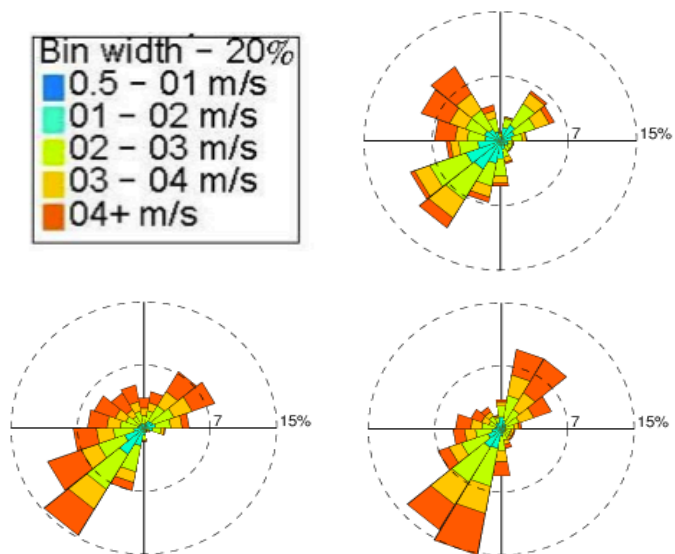 Bin width - 20%
0.5 - 01 m/s
01 - 02 m/s
02 - 03 m/s
03 - 04 m/s
04+ m/s
7 15%
7 15%
7 15%